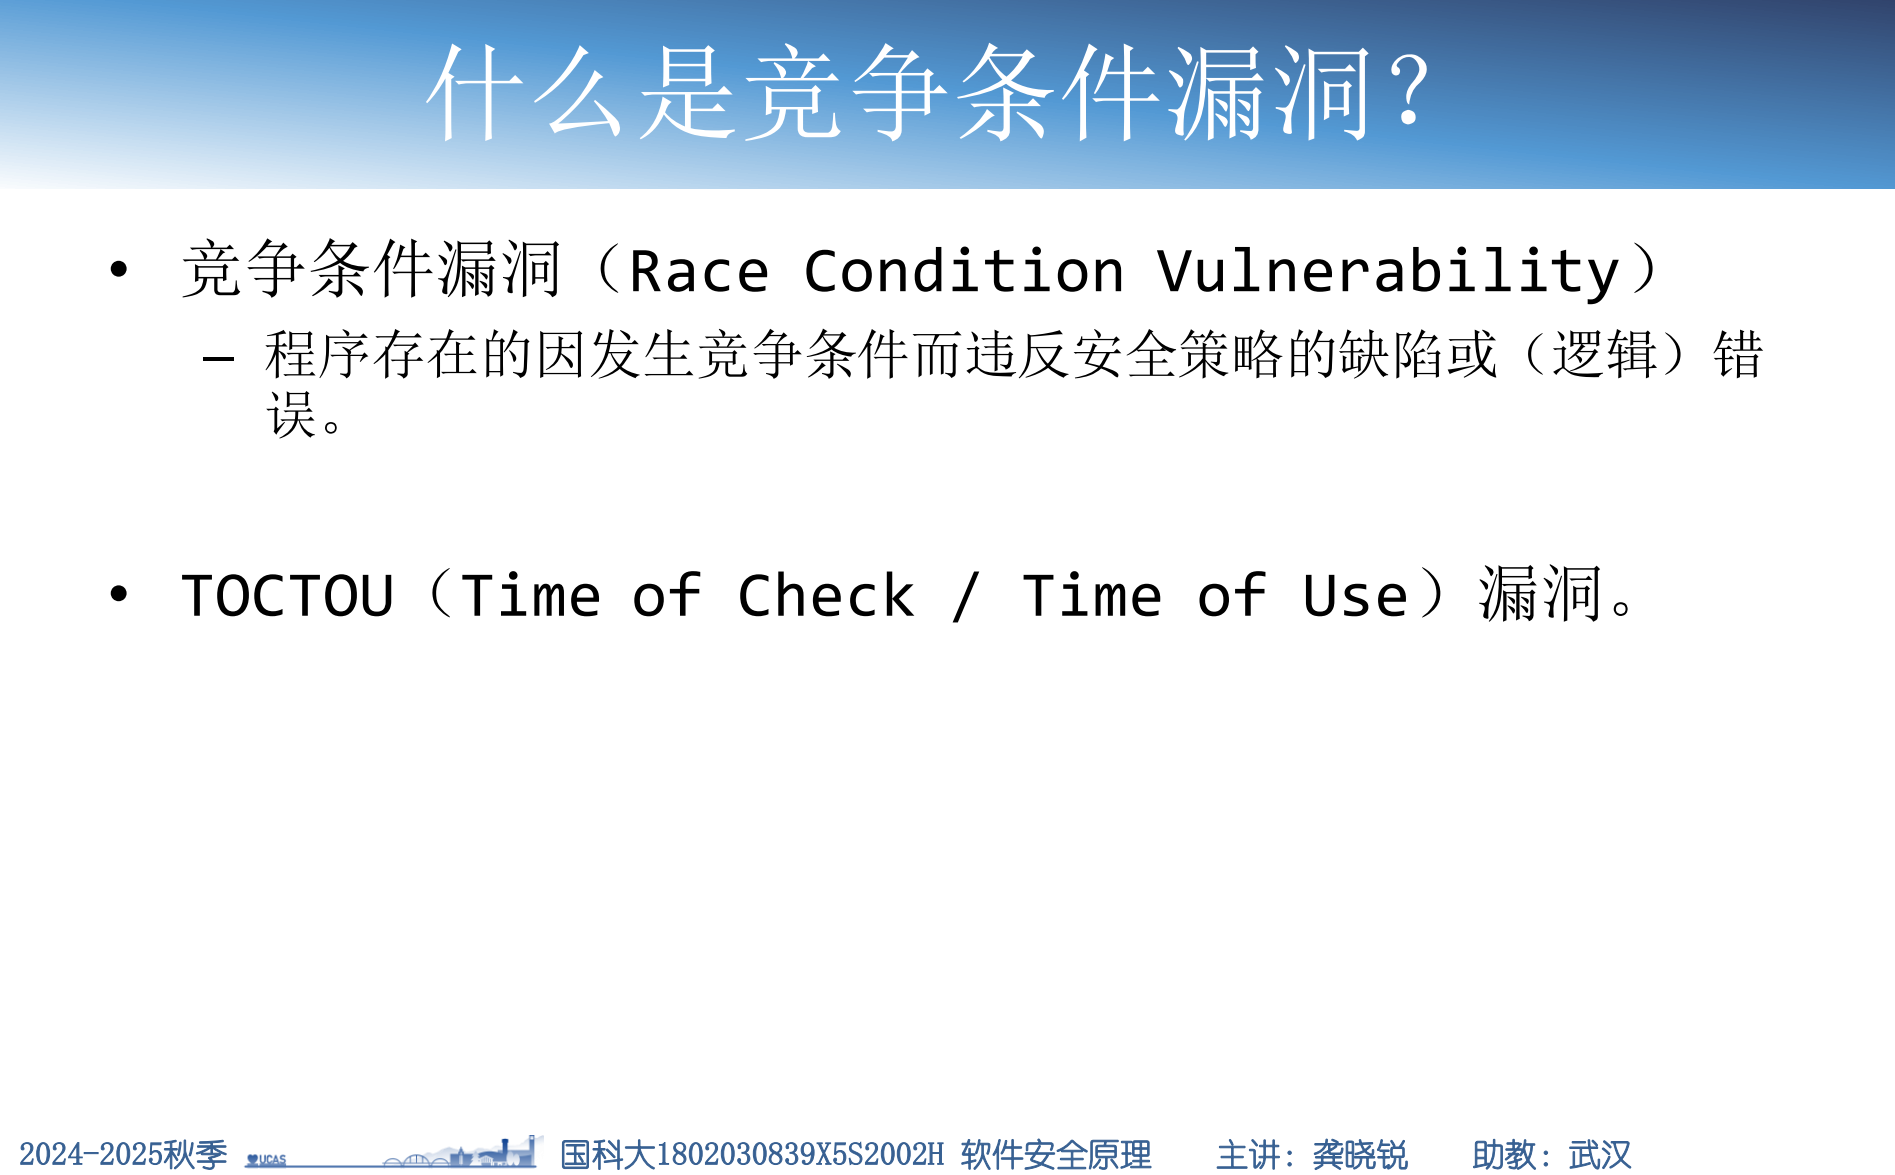 什么是竞争条件漏洞？
• 竞争条件漏洞（Race Condition Vulnerability）
– 程序存在的因发生竞争条件而违反安全策略的缺陷或（逻辑）错
误。
• TOCTOU（Time of Check / Time of Use）漏洞。
2024-2025秋季 UCAS 国科大1802030839X5S2002H 软件安全原理 主讲：龚晓锐 助教：武汉